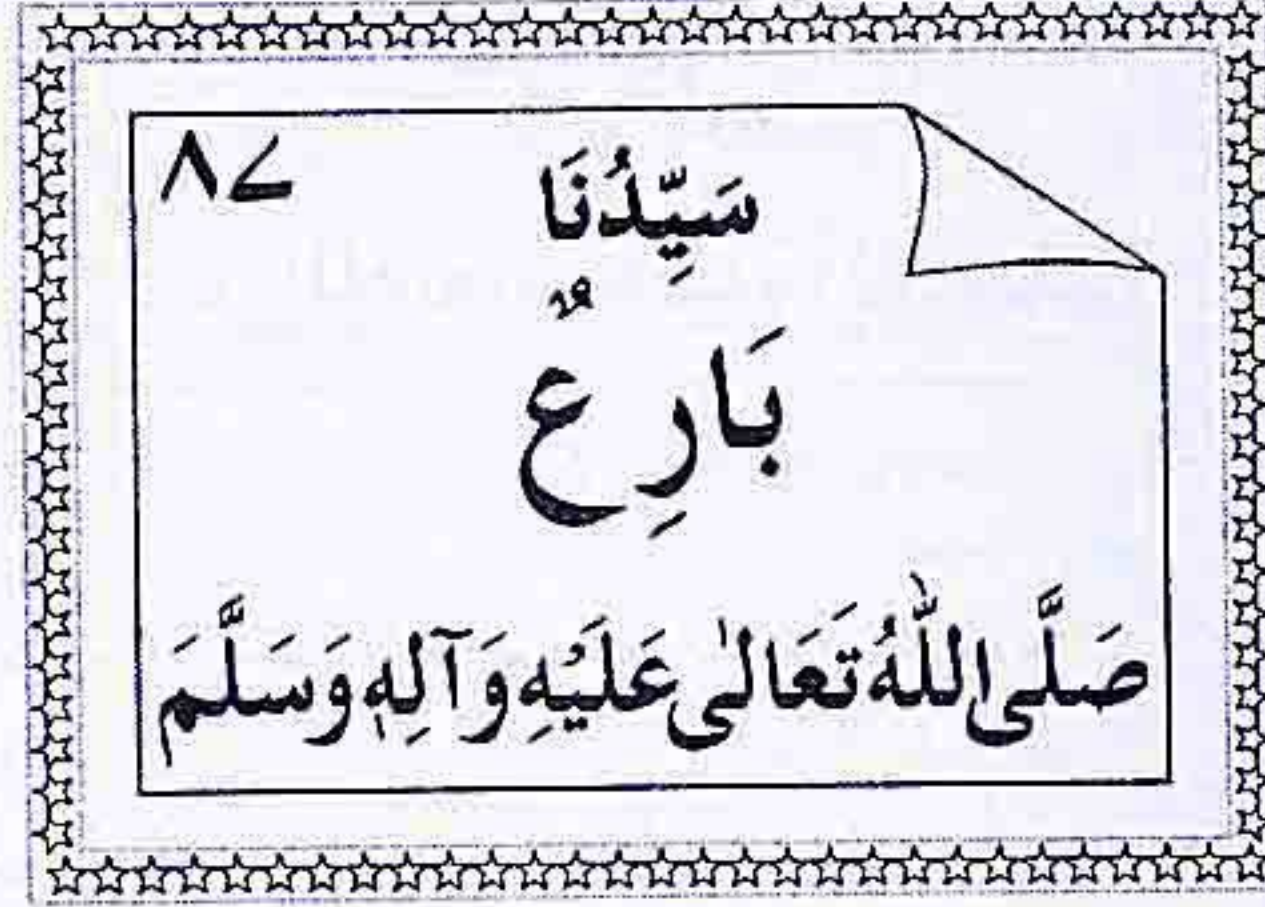 ۸۷
سَيِّدُنَا
بَارِعٌ
صَلَّى اللّٰهُ تَعَالٰى عَلَيْهِ وَآلِهٖ وَسَلَّمَ